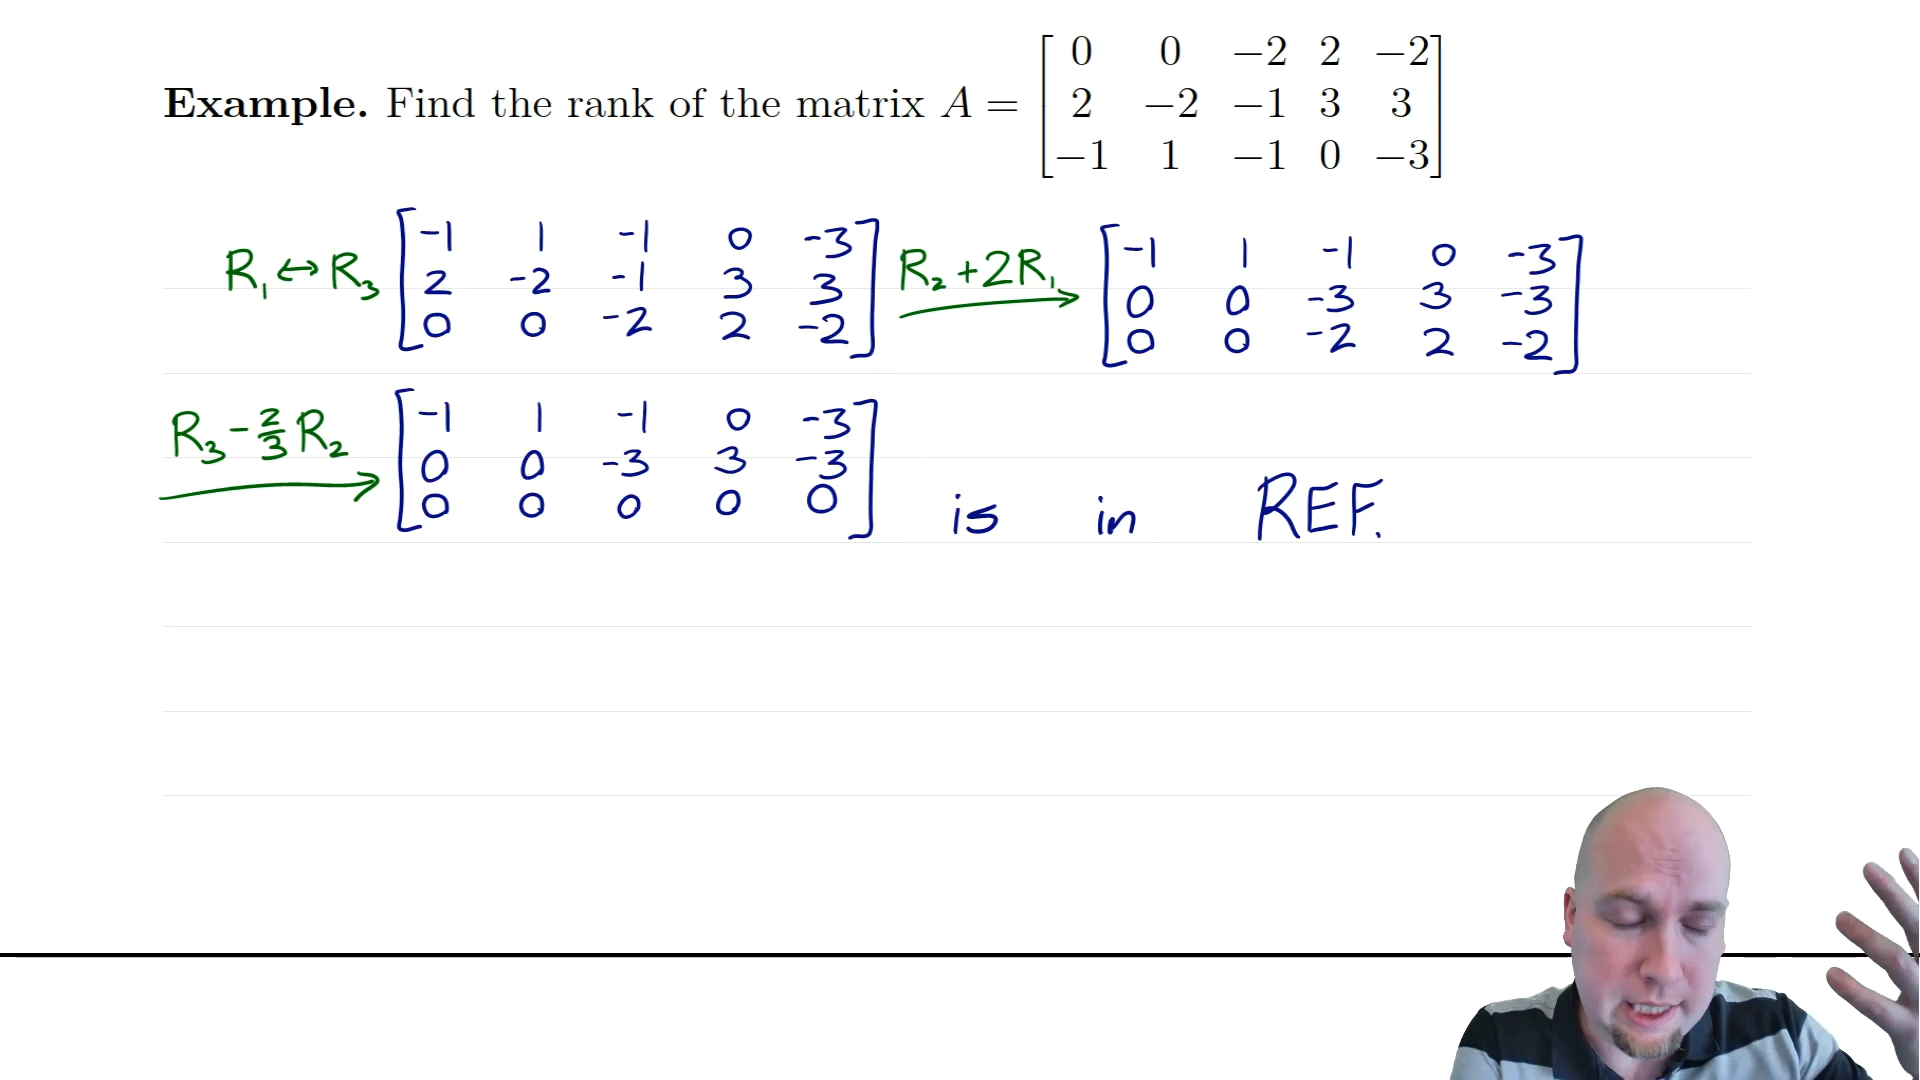 Example. Find the rank of the matrix A = [0 0 −2 2 −2
2 −2 −1 3 3
−1 1 −1 0 −3]
R₁ ↔ R₃ [-1 1 -1 0 -3
2 -2 -1 3 3
0 0 -2 2 -2]
R₂ + 2R₁ [-1 1 -1 0 -3
0 0 -3 3 -3
0 0 -2 2 -2]
R₃ - 2/3 R₂ [-1 1 -1 0 -3
0 0 -3 3 -3
0 0 0 0 0] is in REF.